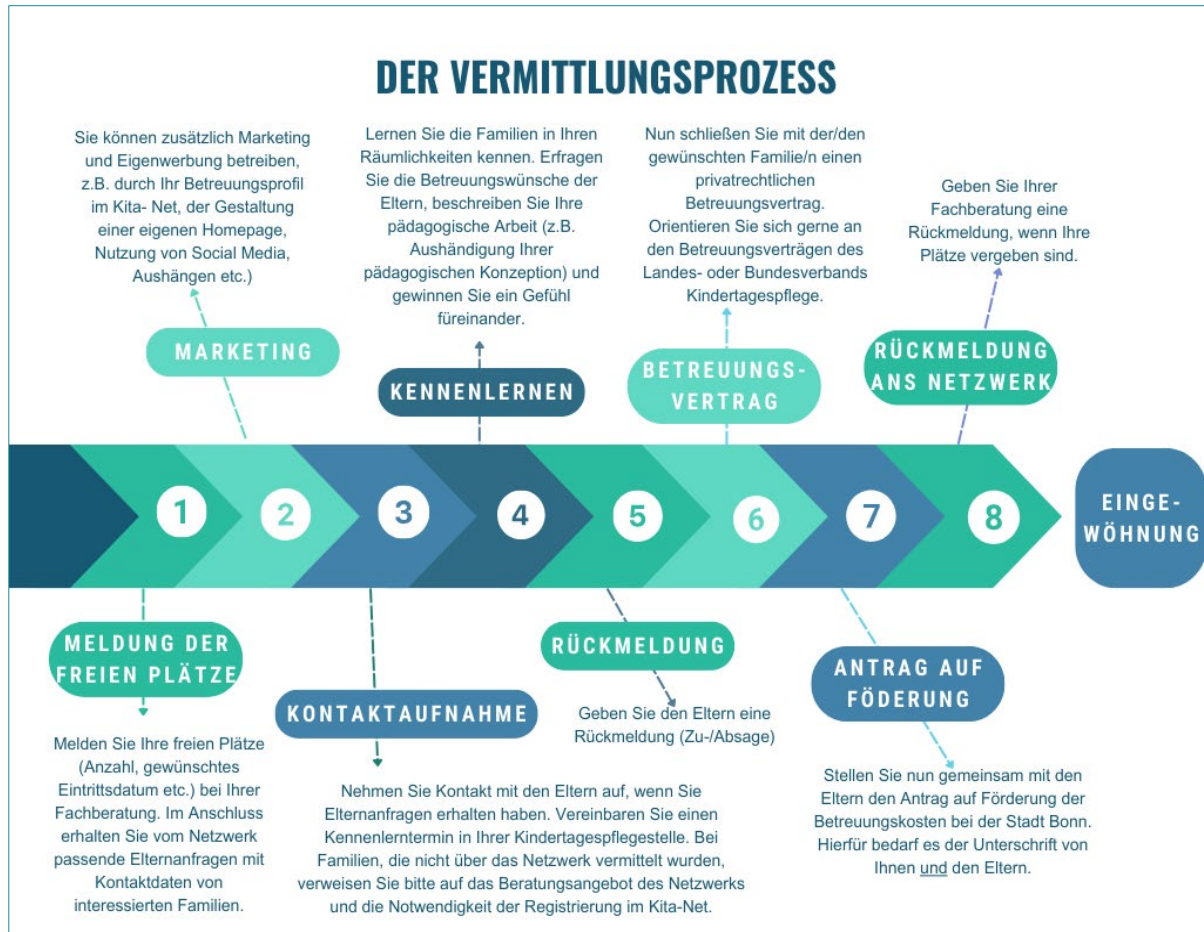 DER VERMITTLUNGSPROZESS
Sie können zusätzlich Marketing
und Eigenwerbung betreiben,
z.B. durch Ihr Betreuungsprofil
im Kita- Net, der Gestaltung
einer eigenen Homepage,
Nutzung von Social Media,
Aushängen etc.)
MARKETING
Lernen Sie die Familien in Ihren
Räumlichkeiten kennen. Erfragen
Sie die Betreuungswünsche der
Eltern, beschreiben Sie Ihre
pädagogische Arbeit (z.B.
Aushändigung Ihrer
pädagogischen Konzeption) und
gewinnen Sie ein Gefühl
füreinander.
KENNENLERNEN
Nun schließen Sie mit der/den
gewünschten Familie/n einen
privatrechtlichen
Betreuungsvertrag.
Orientieren Sie sich gerne an
den Betreuungsverträgen des
Landes- oder Bundesverbands
Kindertagespflege.
BETREUUNGS-
VERTRAG
Geben Sie Ihrer
Fachberatung eine
Rückmeldung, wenn Ihre
Plätze vergeben sind.
RÜCKMELDUNG
ANS NETZWERK
1
2
3
4
5
6
7
8
EINGE-
WÖHNUNG
MELDUNG DER
FREIEN PLÄTZE
Melden Sie Ihre freien Plätze
(Anzahl, gewünschtes
Eintrittsdatum etc.) bei Ihrer
Fachberatung. Im Anschluss
erhalten Sie vom Netzwerk
passende Elternanfragen mit
Kontaktdaten von
interessierten Familien.
KONTAKTAUFNAHME
Nehmen Sie Kontakt mit den Eltern auf, wenn Sie
Elternanfragen erhalten haben. Vereinbaren Sie einen
Kennenlerntermin in Ihrer Kindertagespflegestelle. Bei
Familien, die nicht über das Netzwerk vermittelt wurden,
verweisen Sie bitte auf das Beratungsangebot des Netzwerks
und die Notwendigkeit der Registrierung im Kita-Net.
RÜCKMELDUNG
Geben Sie den Eltern eine
Rückmeldung (Zu-/Absage)
ANTRAG AUF
FÖDERUNG
Stellen Sie nun gemeinsam mit den
Eltern den Antrag auf Förderung der
Betreuungskosten bei der Stadt Bonn.
Hierfür bedarf es der Unterschrift von
Ihnen und den Eltern.